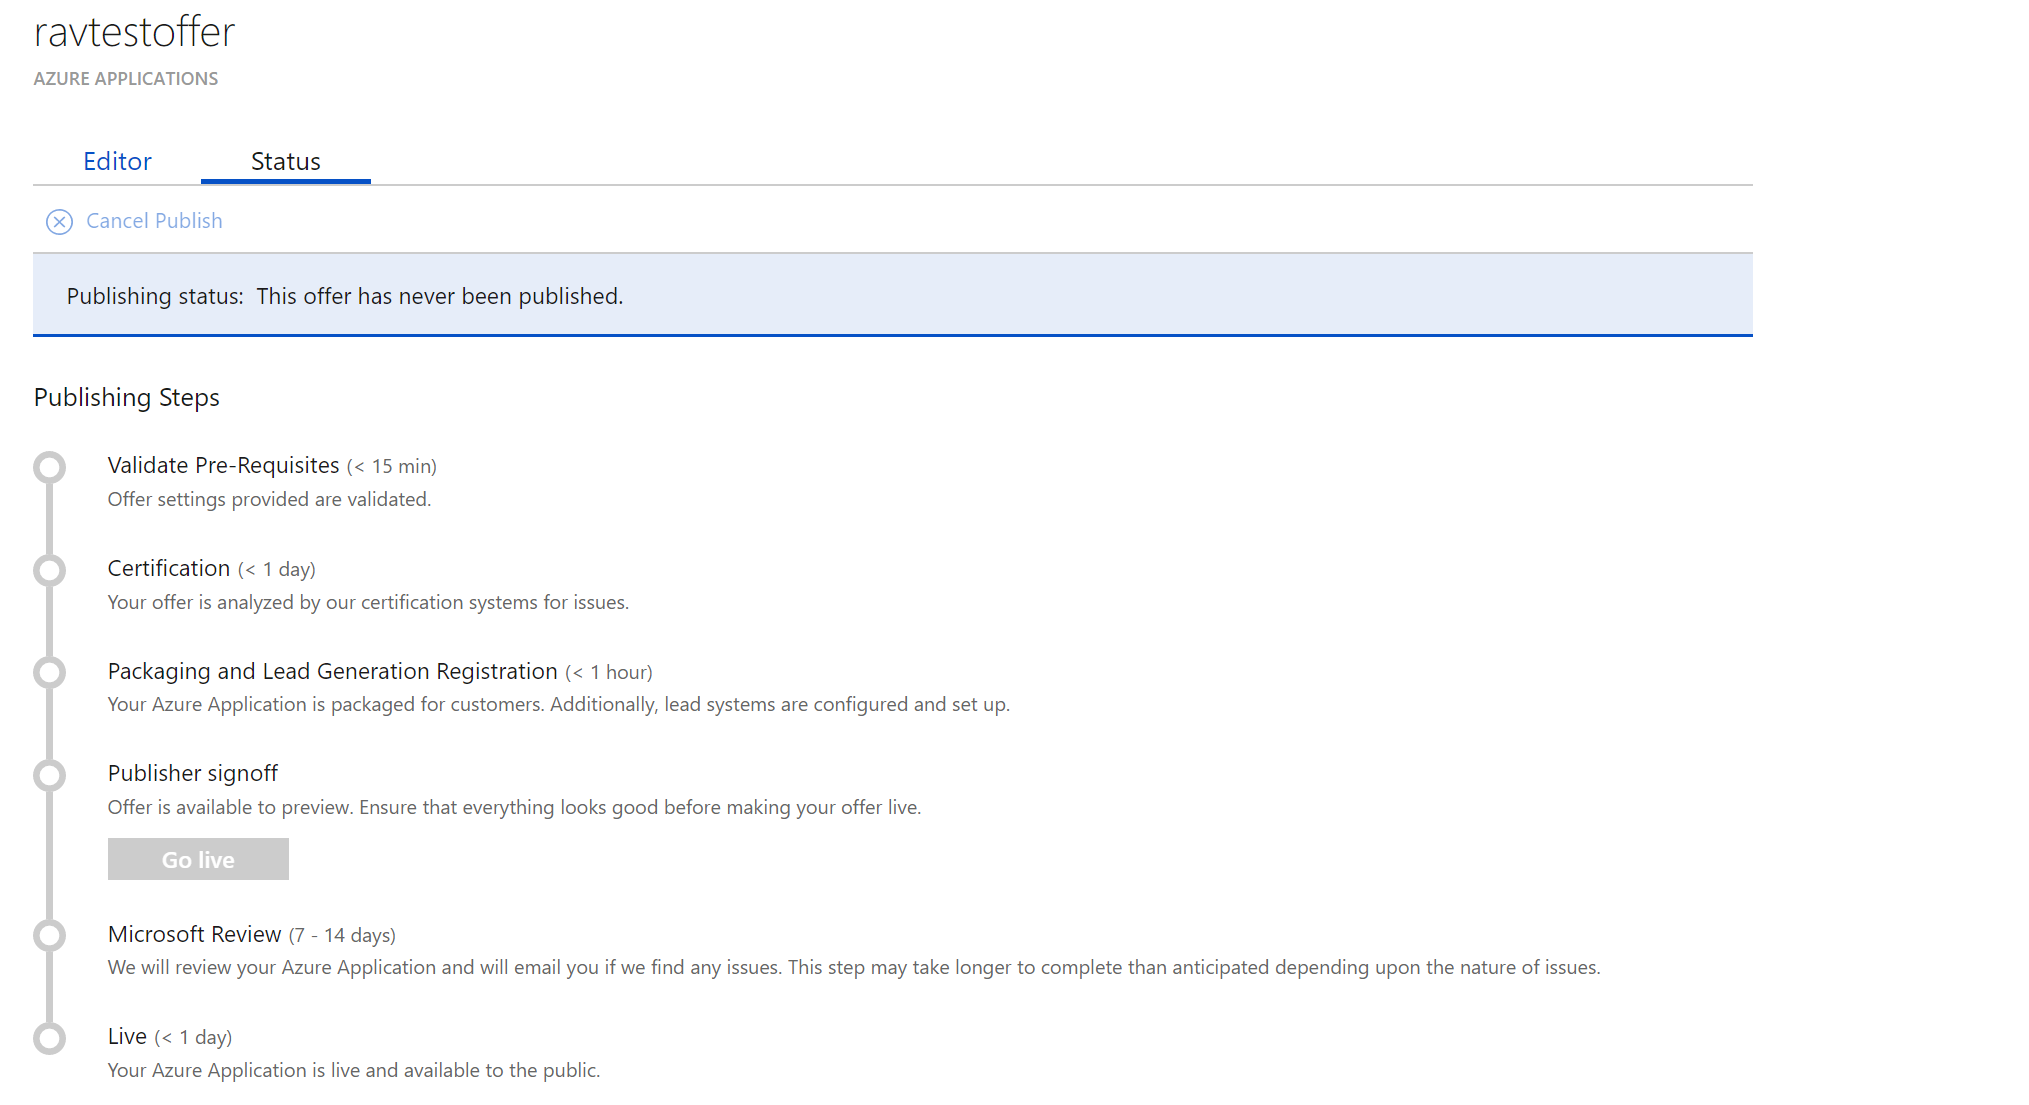 ravtestoffer
AZURE APPLICATIONS
Editor Status
Cancel Publish
Publishing status: This offer has never been published.
Publishing Steps
Validate Pre-Requisites (< 15 min)
Offer settings provided are validated.
Certification (< 1 day)
Your offer is analyzed by our certification systems for issues.
Packaging and Lead Generation Registration (< 1 hour)
Your Azure Application is packaged for customers. Additionally, lead systems are configured and set up.
Publisher signoff
Offer is available to preview. Ensure that everything looks good before making your offer live.
Go live
Microsoft Review (7 - 14 days)
We will review your Azure Application and will email you if we find any issues. This step may take longer to complete than anticipated depending upon the nature of issues.
Live (< 1 day)
Your Azure Application is live and available to the public.